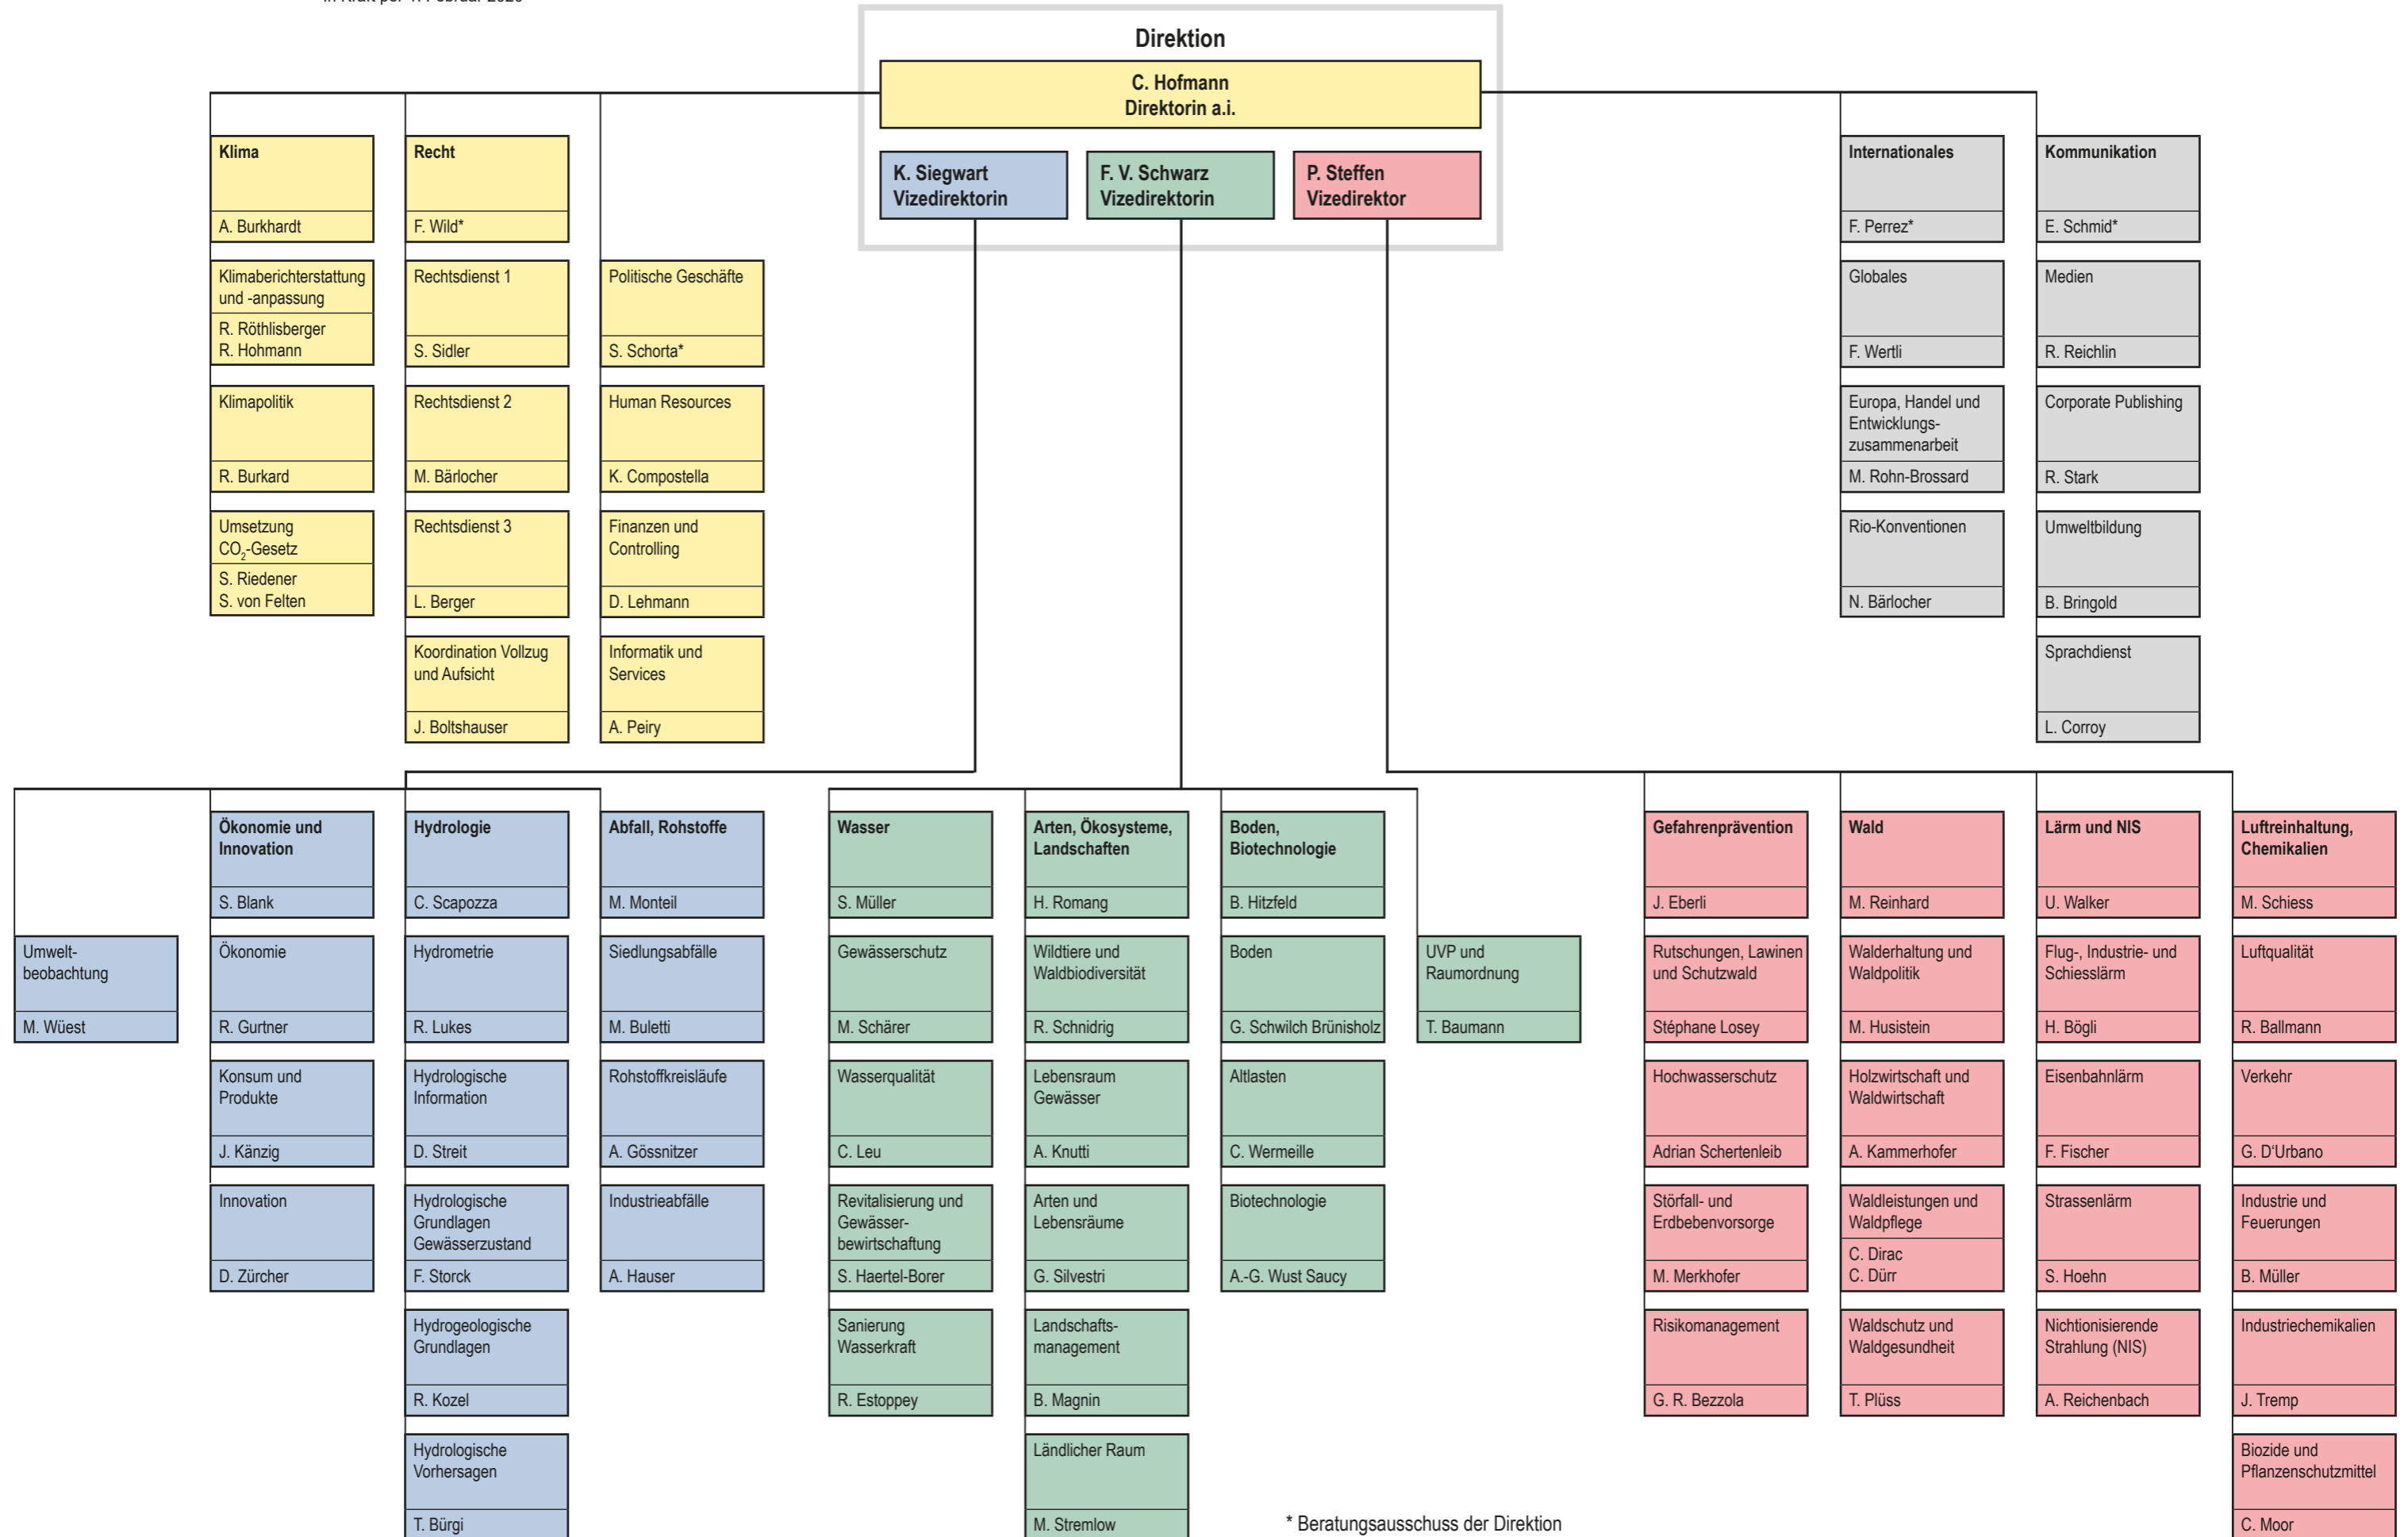 Direktion
C. Hofmann
Direktorin a.i.
K. Siegwart
Vizedirektorin
F. V. Schwarz
Vizedirektorin
P. Steffen
Vizedirektor
Klima
A. Burkhardt
Klimaberichterstattung
und -anpassung
R. Röthlisberger
R. Hohmann
Klimapolitik
R. Burkard
Umsetzung
CO2-Gesetz
S. Riedener
S. von Felten
Recht
F. Wild*
Rechtsdienst 1
S. Sidler
Rechtsdienst 2
M. Bärlocher
Rechtsdienst 3
L. Berger
Koordination Vollzug
und Aufsicht
J. Boltshauser
Politische Geschäfte
S. Schorta*
Human Resources
K. Compostella
Finanzen und
Controlling
D. Lehmann
Informatik und
Services
A. Peiry
Internationales
F. Perrez*
Globales
F. Wertli
Europa, Handel und
Entwicklungs-
zusammenarbeit
M. Rohn-Brossard
Rio-Konventionen
N. Bärlocher
Kommunikation
E. Schmid*
Medien
R. Reichlin
Corporate Publishing
R. Stark
Umweltbildung
B. Bringold
Sprachdienst
L. Corroy
Umwelt-
beobachtung
M. Wüest
Ökonomie und
Innovation
S. Blank
Ökonomie
R. Gurtner
Konsum und
Produkte
J. Känzig
Innovation
D. Zürcher
Hydrologie
C. Scapozza
Hydrometrie
R. Lukes
Hydrologische
Information
D. Streit
Hydrologische
Grundlagen
Gewässerzustand
F. Storck
Hydrogeologische
Grundlagen
R. Kozel
Hydrologische
Vorhersagen
T. Bürgi
Abfall, Rohstoffe
M. Monteil
Siedlungsabfälle
M. Buletti
Rohstoffkreisläufe
A. Gössnitzer
Industrieabfälle
A. Hauser
Wasser
S. Müller
Gewässerschutz
M. Schärer
Wasserqualität
C. Leu
Revitalisierung und
Gewässer-
bewirtschaftung
S. Haertel-Borer
Sanierung
Wasserkraft
R. Estoppey
Arten, Ökosysteme,
Landschaften
H. Romang
Wildtiere und
Waldbiodiversität
R. Schnidrig
Lebensraum
Gewässer
A. Knutti
Arten und
Lebensräume
G. Silvestri
Landschafts-
management
B. Magnin
Ländlicher Raum
M. Stremlow
Boden,
Biotechnologie
B. Hitzfeld
Boden
G. Schwilch Brünisholz
Altlasten
C. Wermeille
Biotechnologie
A.-G. Wust Saucy
UVP und
Raumordnung
T. Baumann
Gefahrenprävention
J. Eberli
Rutschungen, Lawinen
und Schutzwald
Stéphane Losey
Hochwasserschutz
Adrian Schertenleib
Störfall- und
Erdbebenvorsorge
M. Merkhofer
Risikomanagement
G. R. Bezzola
Wald
M. Reinhard
Walderhaltung und
Waldpolitik
M. Husistein
Holzwirtschaft und
Waldwirtschaft
A. Kammerhofer
Waldleistungen und
Waldpflege
C. Dirac
C. Dürr
Waldschutz und
Waldgesundheit
T. Plüss
Lärm und NIS
U. Walker
Flug-, Industrie- und
Schiesslärm
H. Bögli
Eisenbahnlärm
F. Fischer
Strassenlärm
S. Hoehn
Nichtionisierende
Strahlung (NIS)
A. Reichenbach
Luftreinhaltung,
Chemikalien
M. Schiess
Luftqualität
R. Ballmann
Verkehr
G. D'Urbano
Industrie und
Feuerungen
B. Müller
Industriechemikalien
J. Tremp
Biozide und
Pflanzenschutzmittel
C. Moor
* Beratungsausschuss der Direktion